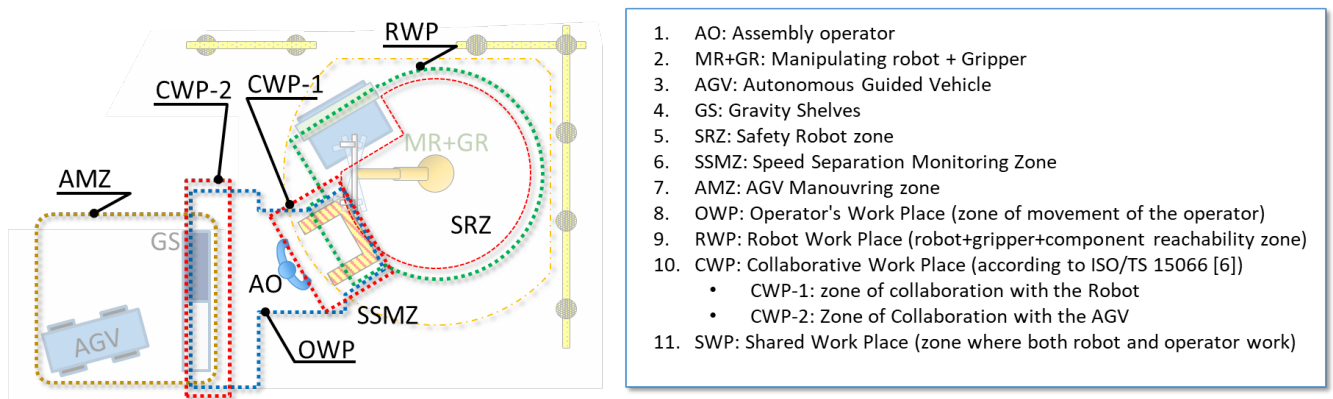 RWP
CWP-1
CWP-2
MR+GR
AMZ
SRZ
GS
AO
SSMZ
AGV
OWP
1. AO: Assembly operator
2. MR+GR: Manipulating robot + Gripper
3. AGV: Autonomous Guided Vehicle
4. GS: Gravity Shelves
5. SRZ: Safety Robot zone
6. SSMZ: Speed Separation Monitoring Zone
7. AMZ: AGV Manouvring zone
8. OWP: Operator's Work Place (zone of movement of the operator)
9. RWP: Robot Work Place (robot+gripper+component reachability zone)
10. CWP: Collaborative Work Place (according to ISO/TS 15066 [6])
• CWP-1: zone of collaboration with the Robot
• CWP-2: Zone of Collaboration with the AGV
11. SWP: Shared Work Place (zone where both robot and operator work)